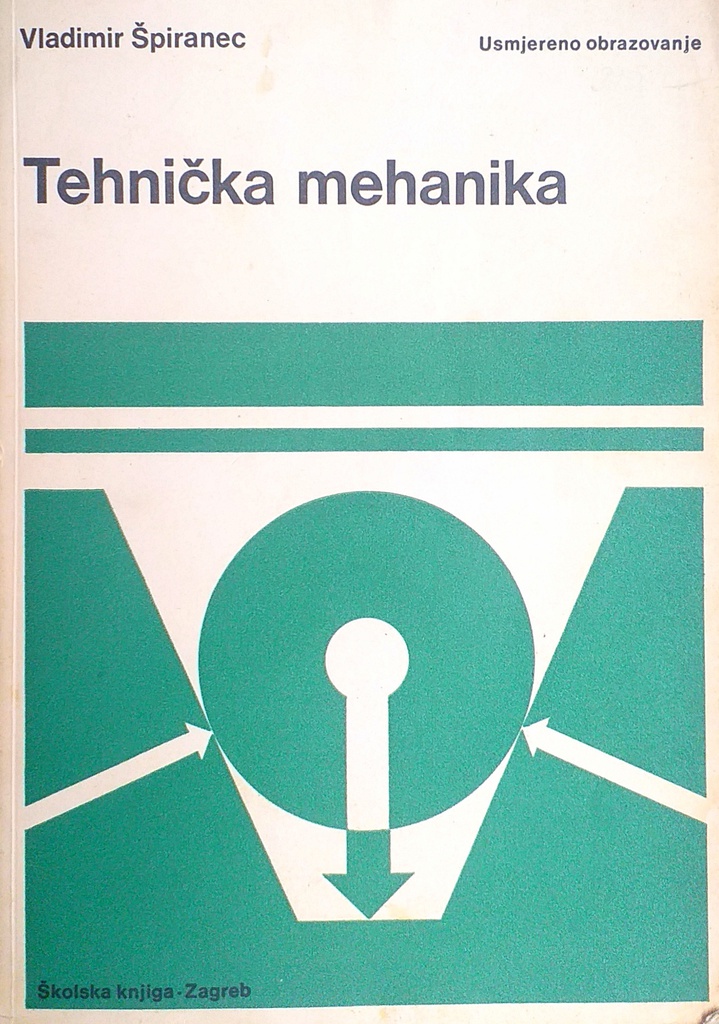 Vladimir Špiranec
Usmjereno obrazovanje
Tehnička mehanika
Školska knjiga - Zagreb